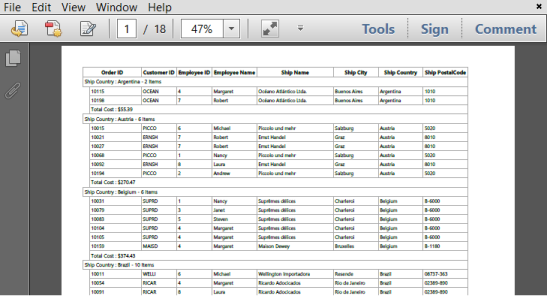 File Edit View Window Help
1 / 18 47% Tools Sign Comment
Order ID Customer ID Employee ID Employee Name Ship Name Ship City Ship Country Ship PostalCode
Ship Country : Argentina - 2 Items
10115 OCEAN 4 Margaret Océano Atlántico Ltda. Buenos Aires Argentina 1010
10198 OCEAN 7 Robert Océano Atlántico Ltda. Buenos Aires Argentina 1010
Total Cost : $55.39
Ship Country : Austria - 6 Items
10015 PICCO 6 Michael Piccolo und mehr Salzburg Austria 5020
10021 ERNSH 7 Robert Ernst Handel Graz Austria 8010
10027 ERNSH 7 Robert Ernst Handel Graz Austria 8010
10068 PICCO 1 Nancy Piccolo und mehr Salzburg Austria 5020
10092 ERNSH 8 Laura Ernst Handel Graz Austria 8010
10194 PICCO 2 Andrew Piccolo und mehr Salzburg Austria 5020
Total Cost : $270.47
Ship Country : Belgium - 6 Items
10031 SUPRD 1 Nancy Suprêmes délices Charleroi Belgium B-6000
10079 SUPRD 3 Janet Suprêmes délices Charleroi Belgium B-6000
10083 SUPRD 5 Steven Suprêmes délices Charleroi Belgium B-6000
10104 SUPRD 4 Margaret Suprêmes délices Charleroi Belgium B-6000
10105 SUPRD 4 Margaret Suprêmes délices Charleroi Belgium B-6000
10159 MAISD 4 Margaret Maison Dewey Bruxelles Belgium B-1180
Total Cost : $374.43
Ship Country : Brazil - 10 Items
10011 WELLI 6 Michael Wellington Importadora Resende Brazil 08737-363
10054 RICAR 4 Margaret Ricardo Adocicados Rio de Janeiro Brazil 02389-890
10091 RICAR 8 Laura Ricardo Adocicados Rio de Janeiro Brazil 02389-890